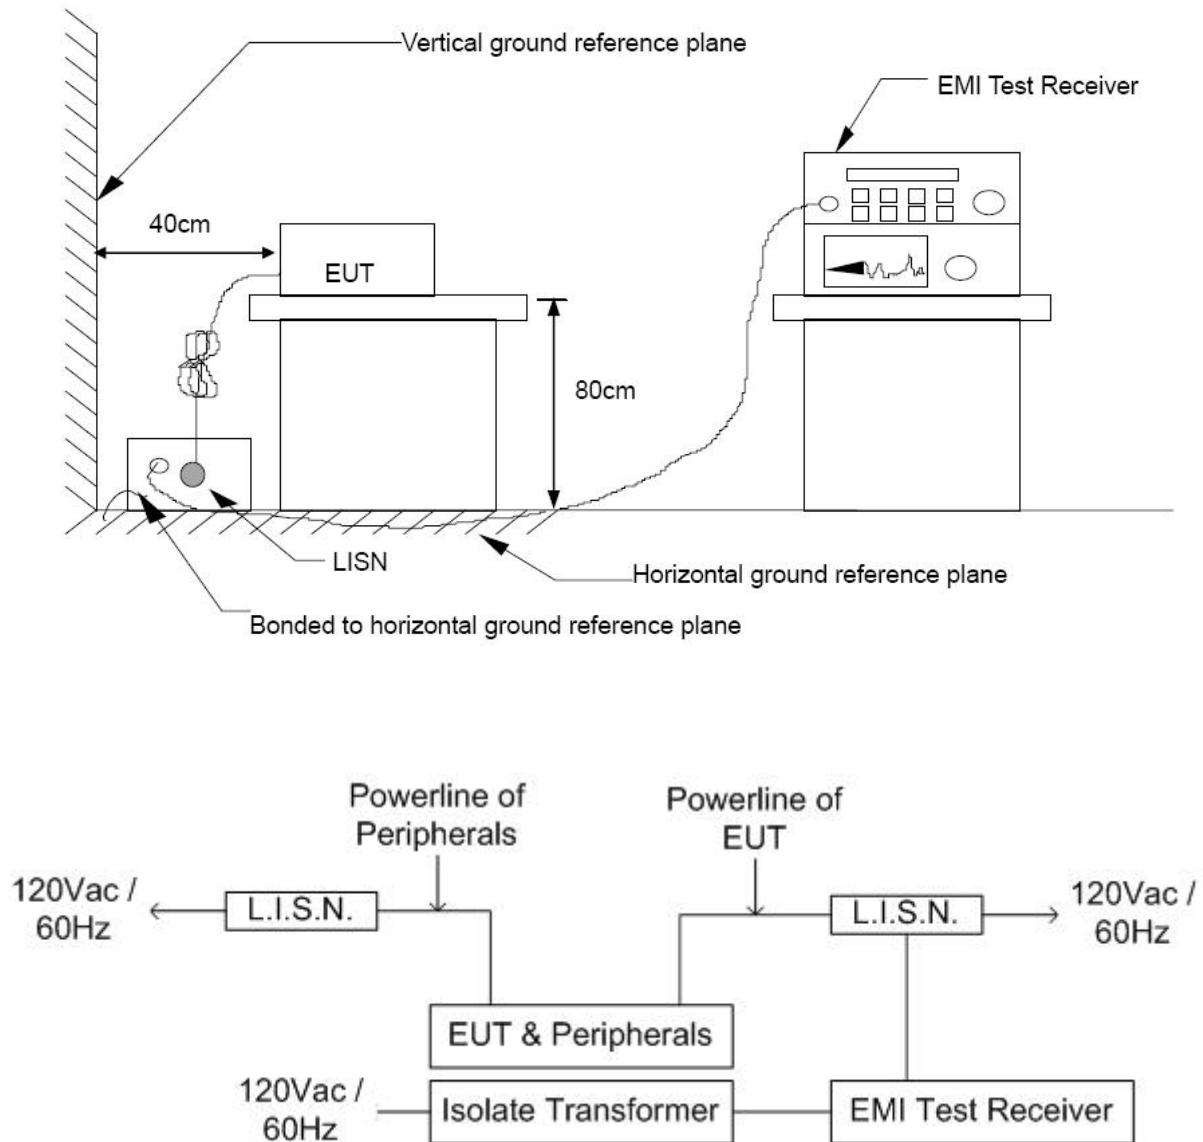 Vertical ground reference plane
EMI Test Receiver
40cm
EUT
80cm
LISN
Horizontal ground reference plane
Bonded to horizontal ground reference plane
Powerline of
Peripherals
Powerline of
EUT
120Vac /
60Hz
L.I.S.N.
L.I.S.N.
120Vac /
60Hz
EUT & Peripherals
120Vac /
60Hz
Isolate Transformer
EMI Test Receiver